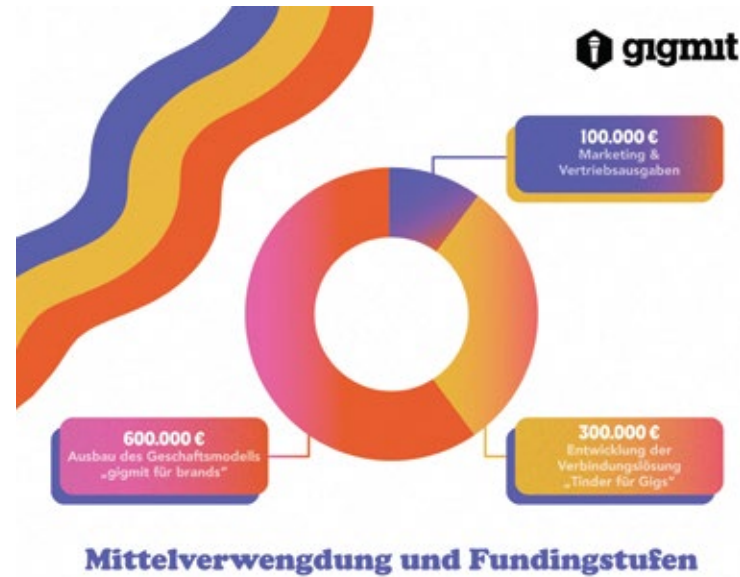 gigmit
100.000 €
Marketing &
Vertriebsausgaben
600.000 €
Ausbau des Geschaftsmodells
„gigmit für brands“
300.000 €
Entwicklung der
Verbindungslösung
„Tinder für Gigs“
Mittelverwengdung und Fundingstufen